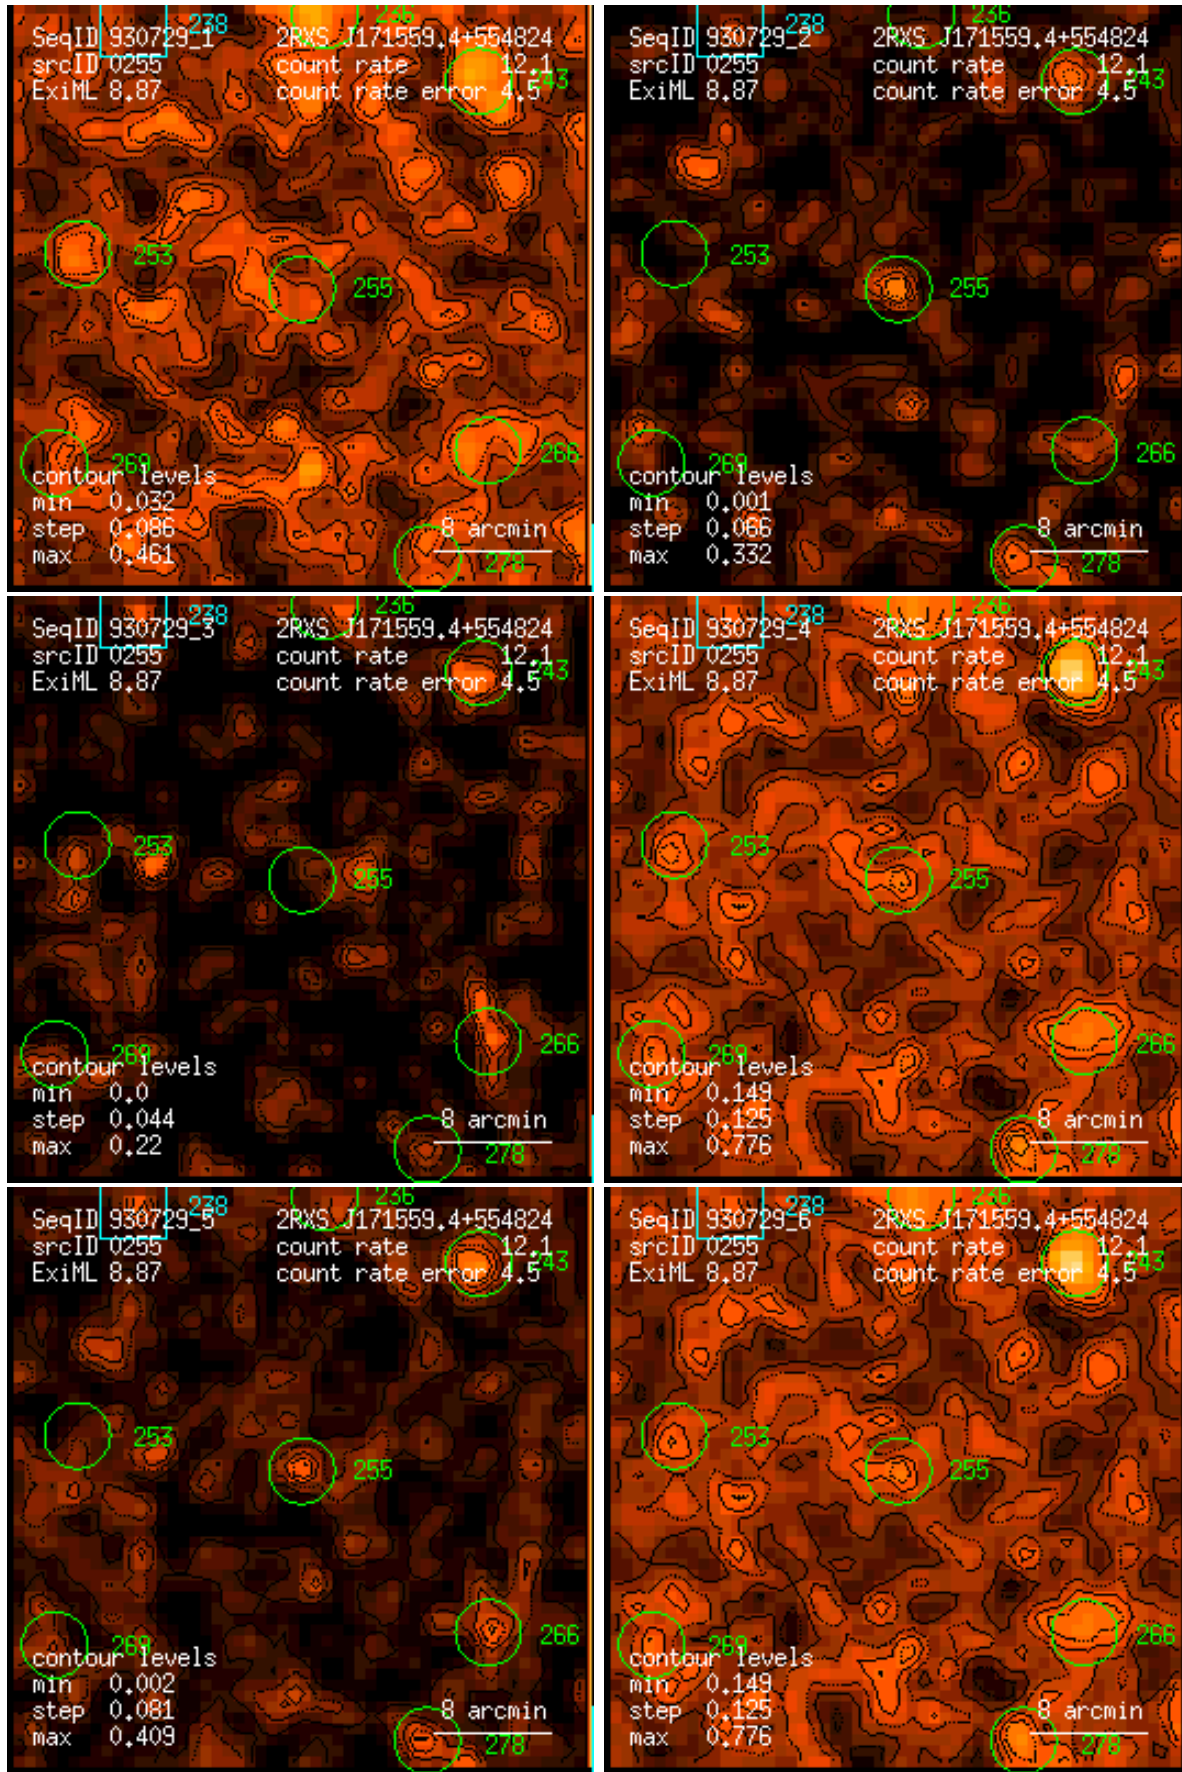 238 236
SeqID 930729_1 2RXS J171559.4+554824
srcID 0255 count rate 12.1
ExiML 8.87 count rate error 4.5 243
253
255
266
269
contour levels
min 0.032
step 0.086 8 arcmin
max 0.461 278
238 236
SeqID 930729_2 2RXS J171559.4+554824
srcID 0255 count rate 12.1
ExiML 8.87 count rate error 4.5 243
253
255
266
269
contour levels
min 0.001
step 0.066 8 arcmin
max 0.332 278
238 236
SeqID 930729_3 2RXS J171559.4+554824
srcID 0255 count rate 12.1
ExiML 8.87 count rate error 4.5 243
253
255
266
269
contour levels
min 0.0
step 0.044 8 arcmin
max 0.22 278
238 236
SeqID 930729_4 2RXS J171559.4+554824
srcID 0255 count rate 12.1
ExiML 8.87 count rate error 4.5 243
253
255
266
269
contour levels
min 0.149
step 0.125 8 arcmin
max 0.776 278
238 236
SeqID 930729_5 2RXS J171559.4+554824
srcID 0255 count rate 12.1
ExiML 8.87 count rate error 4.5 243
253
255
266
269
contour levels
min 0.002
step 0.081 8 arcmin
max 0.409 278
238 236
SeqID 930729_6 2RXS J171559.4+554824
srcID 0255 count rate 12.1
ExiML 8.87 count rate error 4.5 243
253
255
266
269
contour levels
min 0.149
step 0.125 8 arcmin
max 0.776 278